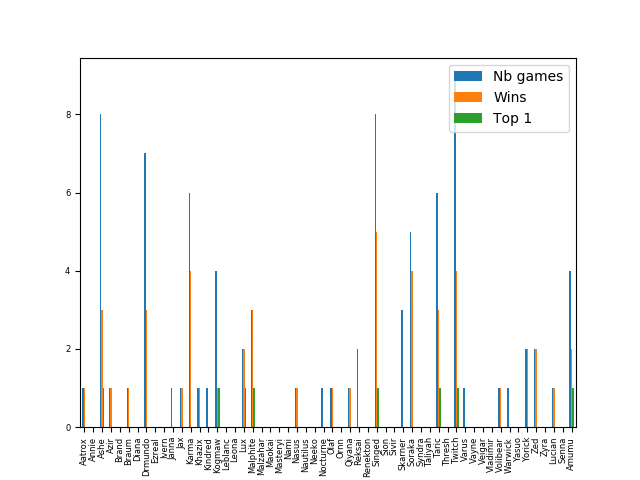 Nb games
Wins
Top 1
8
6
4
2
0
Aatrox
Annie
Ashe
Azir
Brand
Braum
Diana
Drmundo
Ezreal
Ivern
Janna
Jax
Karma
Khazix
Kindred
Kogmaw
Leblanc
Leona
Lux
Malphite
Malzahar
Maokai
Masteryi
Nami
Nasus
Nautilus
Neeko
Nocturne
Olaf
Ornn
Qiyana
Reksai
Renekton
Singed
Sion
Sivir
Skarner
Soraka
Syndra
Taliyah
Taric
Thresh
Twitch
Varus
Vayne
Veigar
Vladimir
Volibear
Warwick
Yasuo
Yorick
Zed
Zyra
Lucian
Senna
Amumu